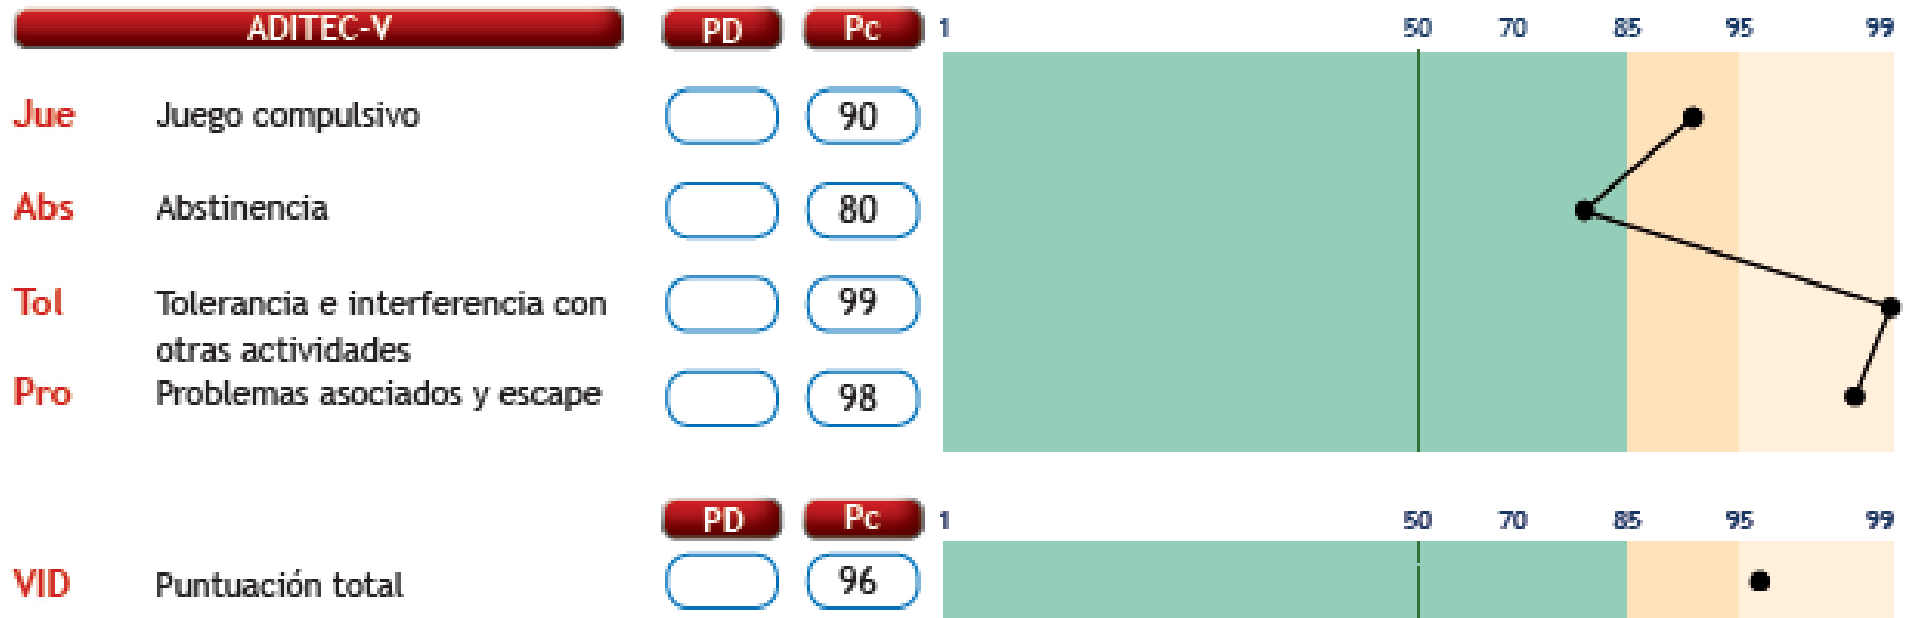 ADITEC-V PD Pc 1 50 70 85 95 99
Jue Juego compulsivo 90
Abs Abstinencia 80
Tol Tolerancia e interferencia con 99
otras actividades
Pro Problemas asociados y escape 98
PD Pc 1 50 70 85 95 99
VID Puntuación total 96